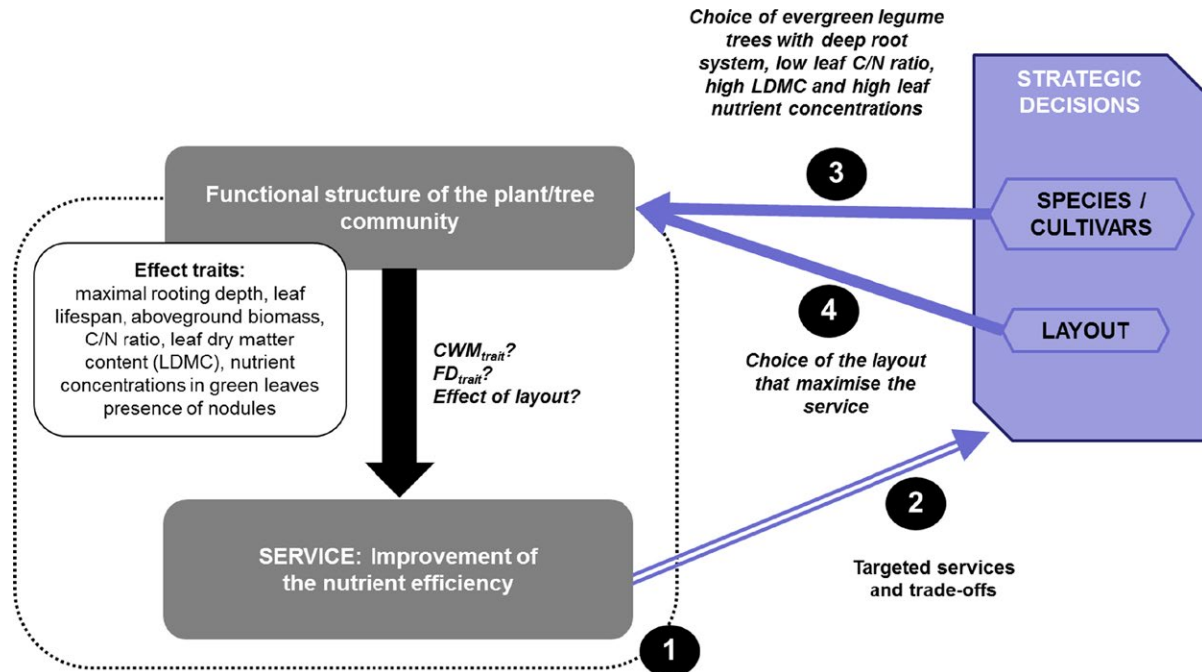 Choice of evergreen legume
trees with deep root
system, low leaf C/N ratio,
high LDMC and high leaf
nutrient concentrations
STRATEGIC
DECISIONS
3
Functional structure of the plant/tree
community
SPECIES /
CULTIVARS
Effect traits:
maximal rooting depth, leaf
lifespan, aboveground biomass,
C/N ratio, leaf dry matter
content (LDMC), nutrient
concentrations in green leaves
presence of nodules
4
LAYOUT
CWMtrait?
FDtrait?
Effect of layout?
Choice of the layout
that maximise the
service
2
SERVICE: Improvement of
the nutrient efficiency
Targeted services
and trade-offs
1